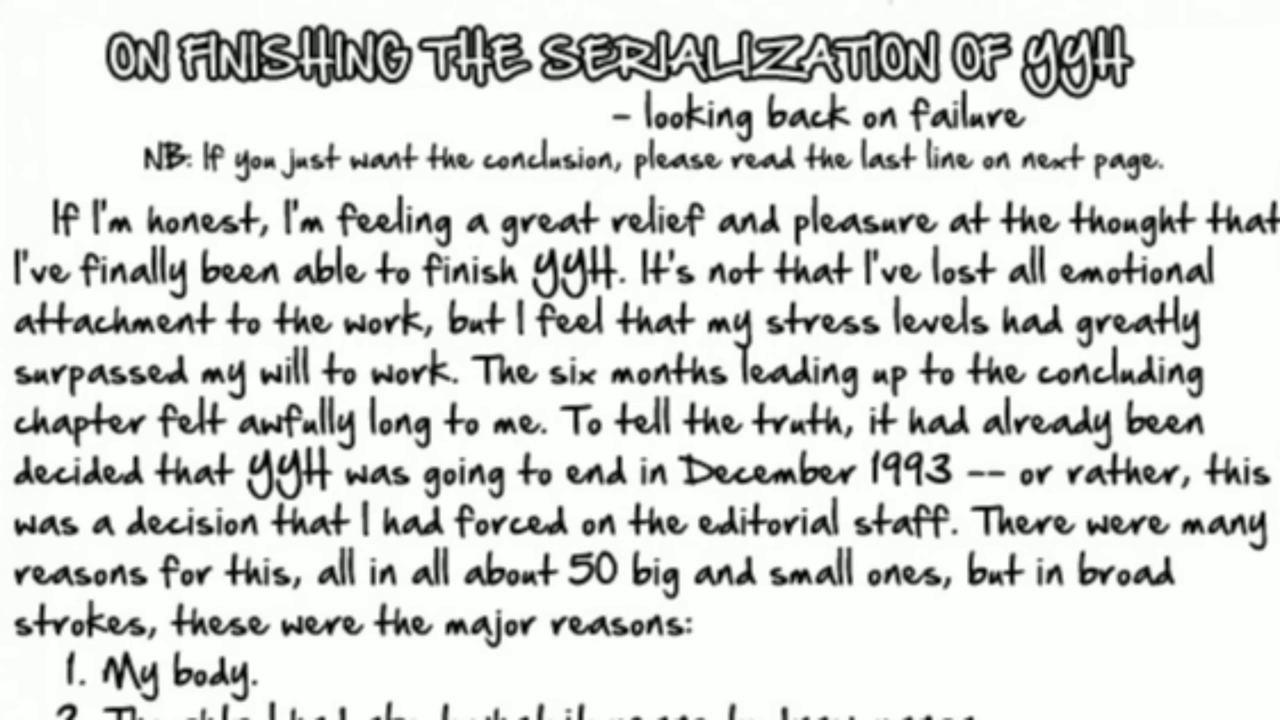 ON FINISHING THE SERIALIZATION OF YYH
- looking back on failure
NB: If you just want the conclusion, please read the last line on next page.
If I'm honest, I'm feeling a great relief and pleasure at the thought that
I've finally been able to finish YYH. It's not that I've lost all emotional
attachment to the work, but I feel that my stress levels had greatly
surpassed my will to work. The six months leading up to the concluding
chapter felt awfully long to me. To tell the truth, it had already been
decided that YYH was going to end in December 1993 -- or rather, this
was a decision that I had forced on the editorial staff. There were many
reasons for this, all in all about 50 big and small ones, but in broad
strokes, these were the major reasons:
1. My body.
2.